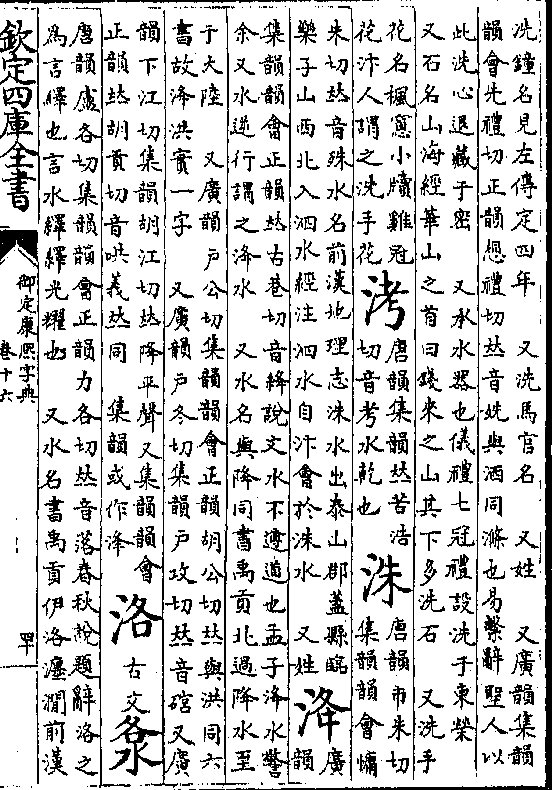 洗鐘名見左傳定四年　又洗馬官名　又姓　又廣韻集韻
韻會先禮切正韻想禮切𠀤音姺與洒同滌也易繫辭聖人以
此洗心退藏于密　又承水器也儀禮士冠禮設洗于東榮
又石名山海經華山之首曰錢來之山其下多洗石　又洗手
花名楓窻小牘雞冠
花汴人謂之洗手花
洘
唐韻集韻𠀤苦浩
切音考水乾也
洙
唐韻市朱切
集韻韻會慵
朱切𠀤音殊水名前漢地理志洙水出泰山郡蓋縣臨
樂子山西北入泗水經注泗水自汴會於洙水　又姓
洚
廣
韻
集韻韻會正韻𠀤古巷切音絳說文水不遵道也孟子洚水警
余又水逆行謂之洚水　又水名與降同書禹貢北過降水至
于大陸　又廣韻戶公切集韻韻會正韻胡公切𠀤與洪同六
書故洚洪實一字　又廣韻戶冬切集韻戶攻切𠀤音䃔又廣
韻下江切集韻胡江切𠀤降平聲又集韻韻會
正韻𠀤胡貢切音哄義𠀤同　集韻或作浲
洛
古文
𣧳
唐韻盧各切集韻韻會正韻力各切𠀤音落春秋說題辭洛之
為言繹也言水繹繹光耀也　又水名書禹貢伊洛瀍澗前漢
欽定四庫全書
御定康熙字典
卷十六
罕